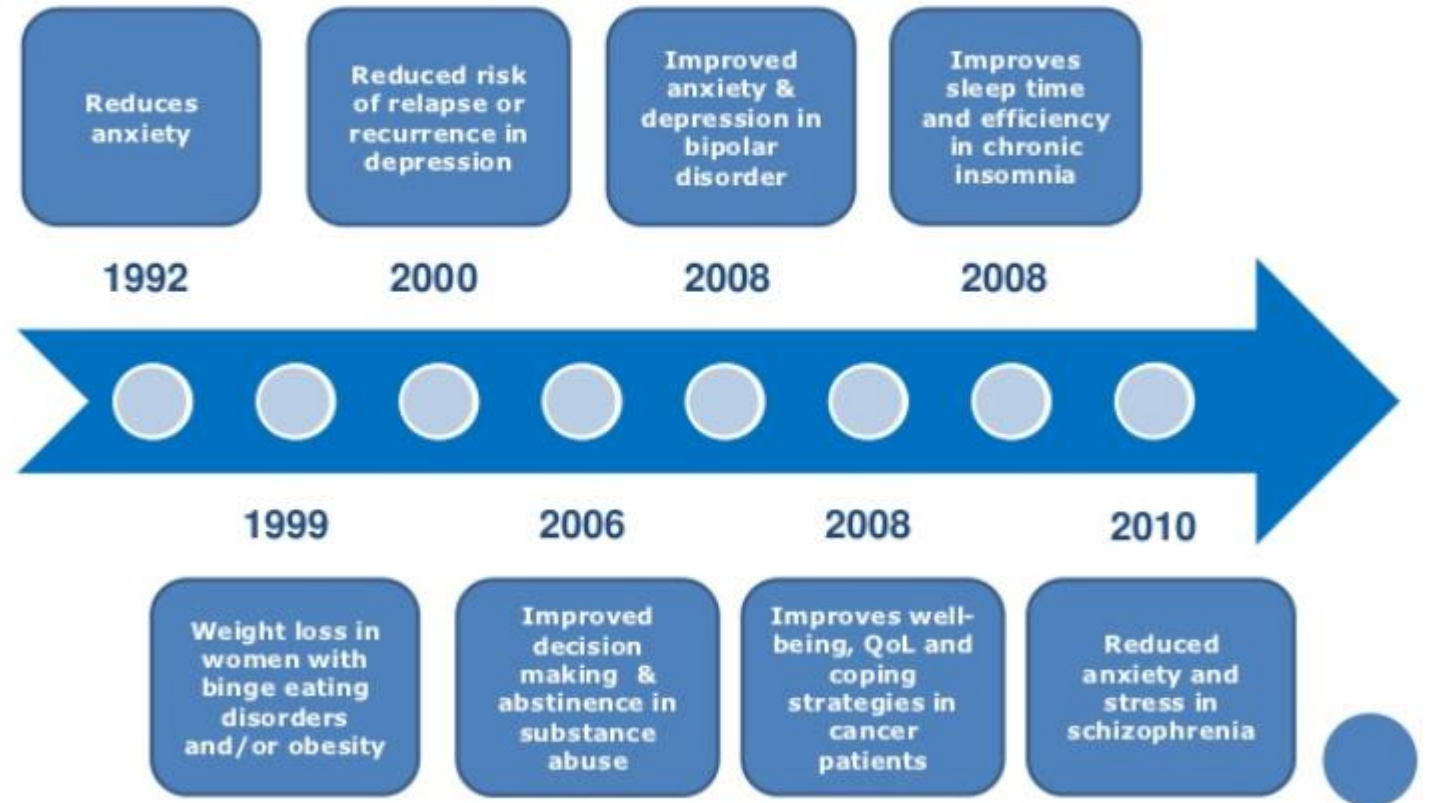 Reduces
anxiety
Reduced risk
of relapse or
recurrence in
depression
Improved
anxiety &
depression in
bipolar
disorder
Improves
sleep time
and efficiency
in chronic
insomnia
1992
2000
2008
2008
1999
2006
2008
2010
Weight loss in
women with
binge eating
disorders
and/or obesity
Improved
decision
making &
abstinence in
substance
abuse
Improves well-
being, QoL and
coping
strategies in
cancer
patients
Reduced
anxiety and
stress in
schizophrenia